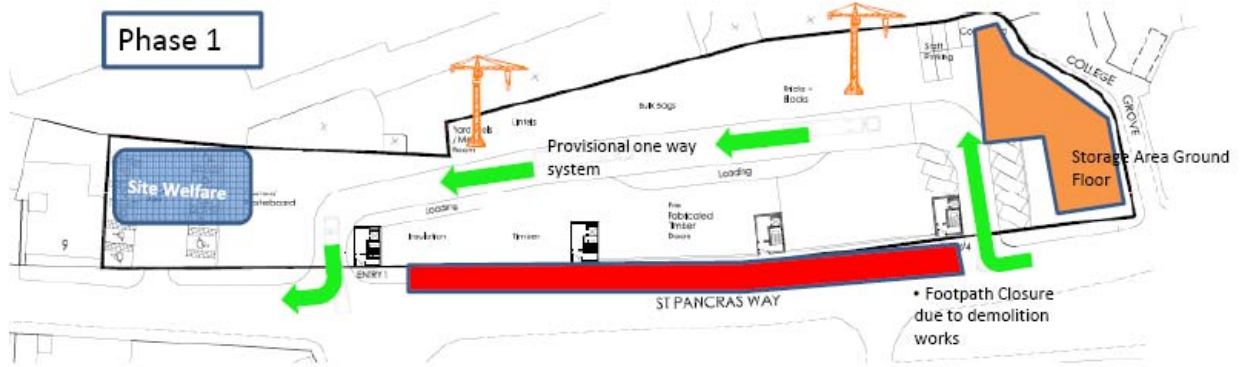 Phase 1
Staff
Parking
COLLEGE
GROVE
Bricks +
Blocks
Bulk Bags
Lintels
Provisional one way
system
Storage Area Ground
Floor
Site Welfare
Loading
Loading
Pre
Fabricated
Timber
Doors
Insulation
Timber
9
ENTRY 1
ST PANCRAS WAY
• Footpath Closure
due to demolition
works